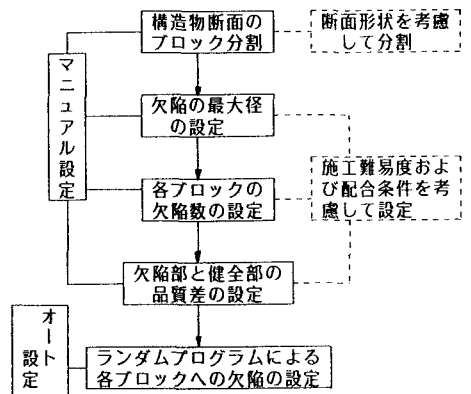 構造物断面の
ブロック分割
断面形状を考慮
して分割
マニュアル設定
欠陥の最大径
の設定
施工難易度およ
び配合条件を考
慮して設定
各ブロックの
欠陥数の設定
欠陥部と健全部の
品質差の設定
オート
設定
ランダムプログラムによる
各ブロックへの欠陥の設定